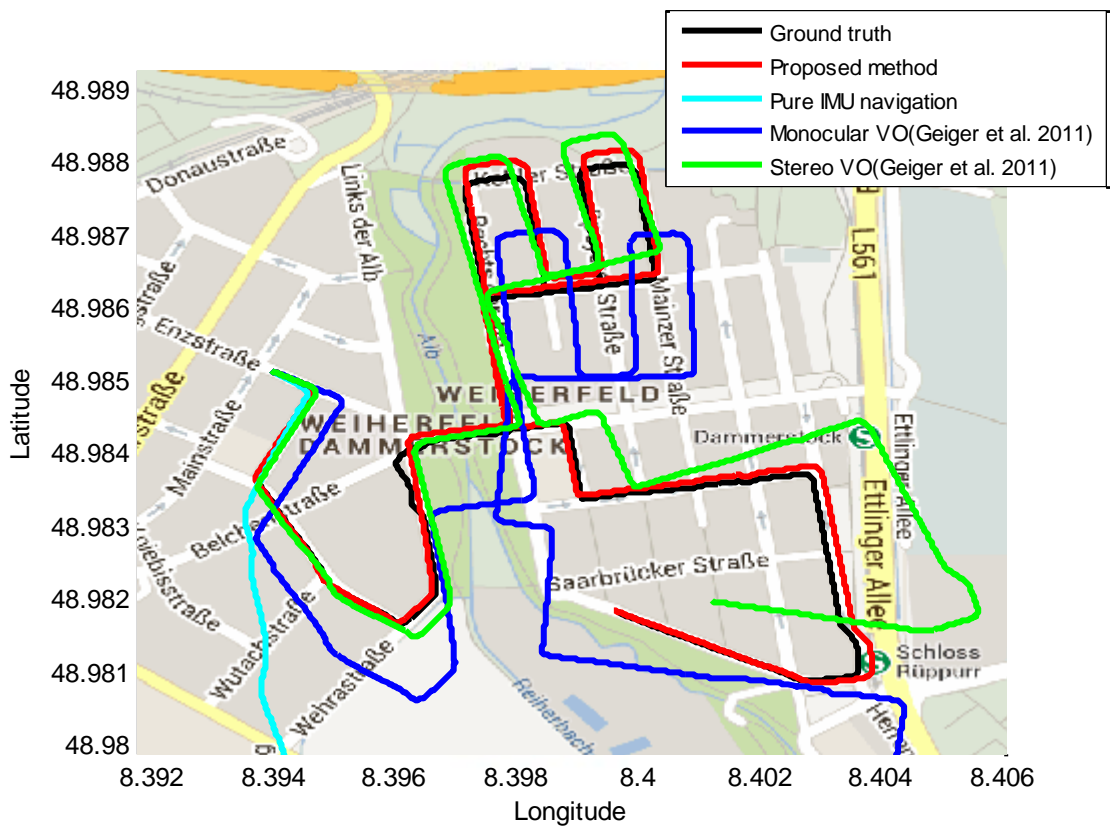 Ground truth
Proposed method
Pure IMU navigation
Monocular VO(Geiger et al. 2011)
Stereo VO(Geiger et al. 2011)
48.989
48.988
48.987
48.986
48.985
48.984
48.983
48.982
48.981
48.98
Latitude
8.392
8.394
8.396
8.398
8.4
8.402
8.404
8.406
Longitude
Donaustraße
Links der Alb
Straße
L561
Enzstraße
Alb
Straße
Mainzer Straße
Mainstraße
WEIHERFELD
DAMMERSTOCK
Dammerstock
Ettlinger Allee
Ettlinger Allee
Saarbrücker Straße
Wutachstraße
Wehrastraße
Reiherbach
Schloss
Rüppurr